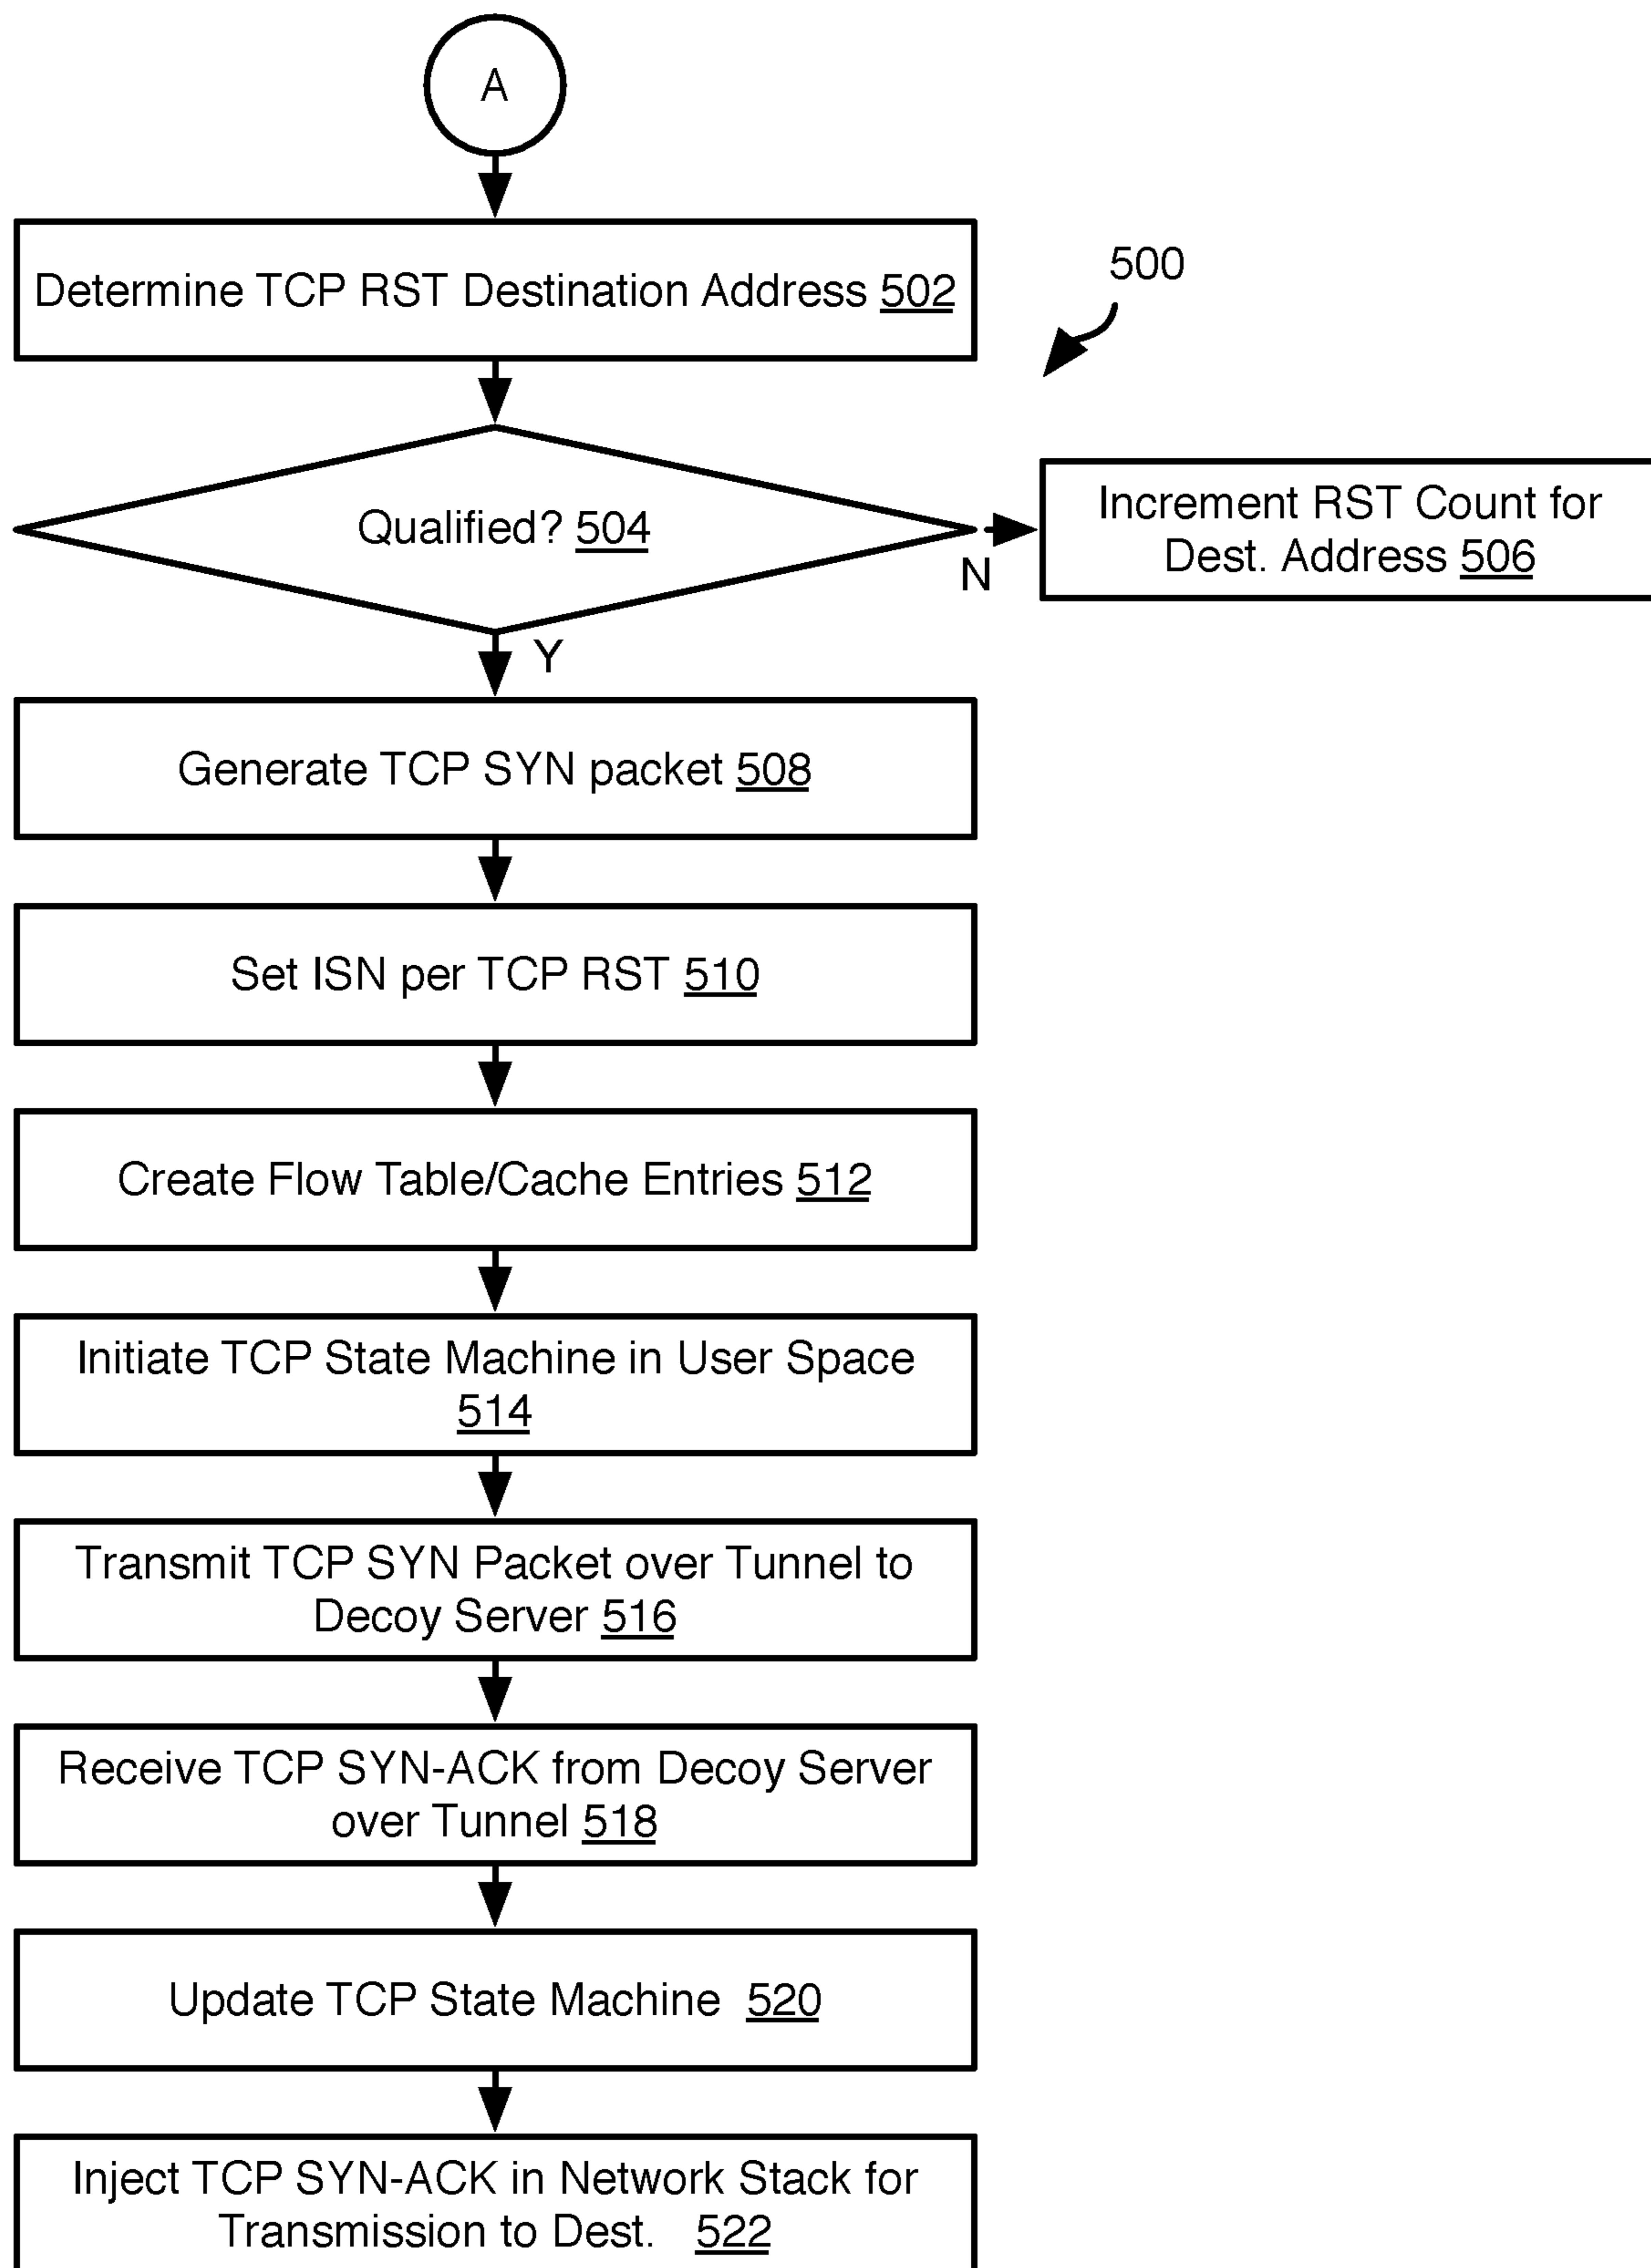 A
Determine TCP RST Destination Address 502
500
Qualified? 504
N
Increment RST Count for
Dest. Address 506
Y
Generate TCP SYN packet 508
Set ISN per TCP RST 510
Create Flow Table/Cache Entries 512
Initiate TCP State Machine in User Space
514
Transmit TCP SYN Packet over Tunnel to
Decoy Server 516
Receive TCP SYN-ACK from Decoy Server
over Tunnel 518
Update TCP State Machine 520
Inject TCP SYN-ACK in Network Stack for
Transmission to Dest. 522